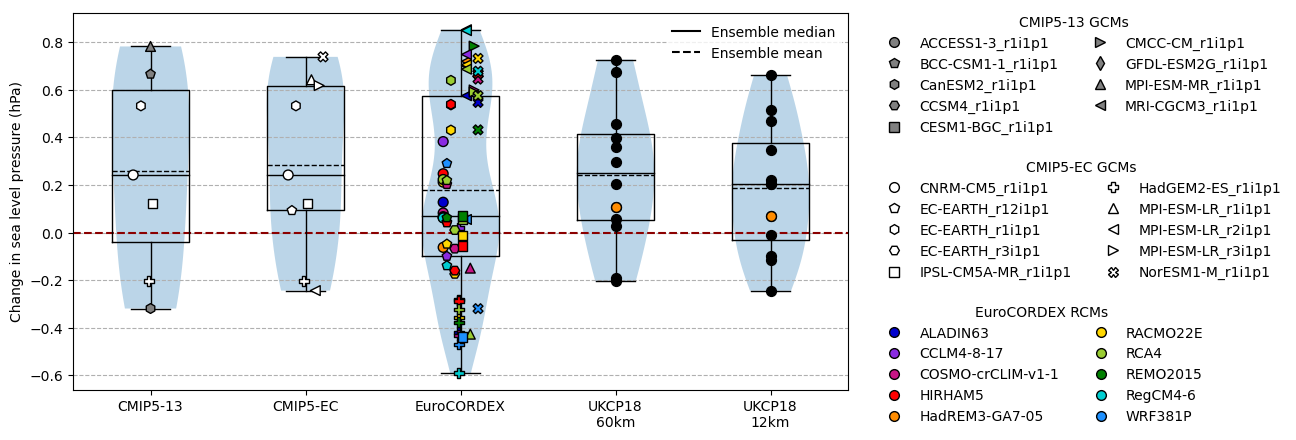 Change in sea level pressure (hPa)
0.8
0.6
0.4
0.2
0.0
−0.2
−0.4
−0.6
Ensemble median
Ensemble mean
CMIP5-13
CMIP5-EC
EuroCORDEX
UKCP18
60km
UKCP18
12km
CMIP5-13 GCMs
ACCESS1-3_r1i1p1
BCC-CSM1-1_r1i1p1
CanESM2_r1i1p1
CCSM4_r1i1p1
CESM1-BGC_r1i1p1
CMCC-CM_r1i1p1
GFDL-ESM2G_r1i1p1
MPI-ESM-MR_r1i1p1
MRI-CGCM3_r1i1p1
CMIP5-EC GCMs
CNRM-CM5_r1i1p1
EC-EARTH_r12i1p1
EC-EARTH_r1i1p1
EC-EARTH_r3i1p1
IPSL-CM5A-MR_r1i1p1
HadGEM2-ES_r1i1p1
MPI-ESM-LR_r1i1p1
MPI-ESM-LR_r2i1p1
MPI-ESM-LR_r3i1p1
NorESM1-M_r1i1p1
EuroCORDEX RCMs
ALADIN63
CCLM4-8-17
COSMO-crCLIM-v1-1
HIRHAM5
HadREM3-GA7-05
RACMO22E
RCA4
REMO2015
RegCM4-6
WRF381P